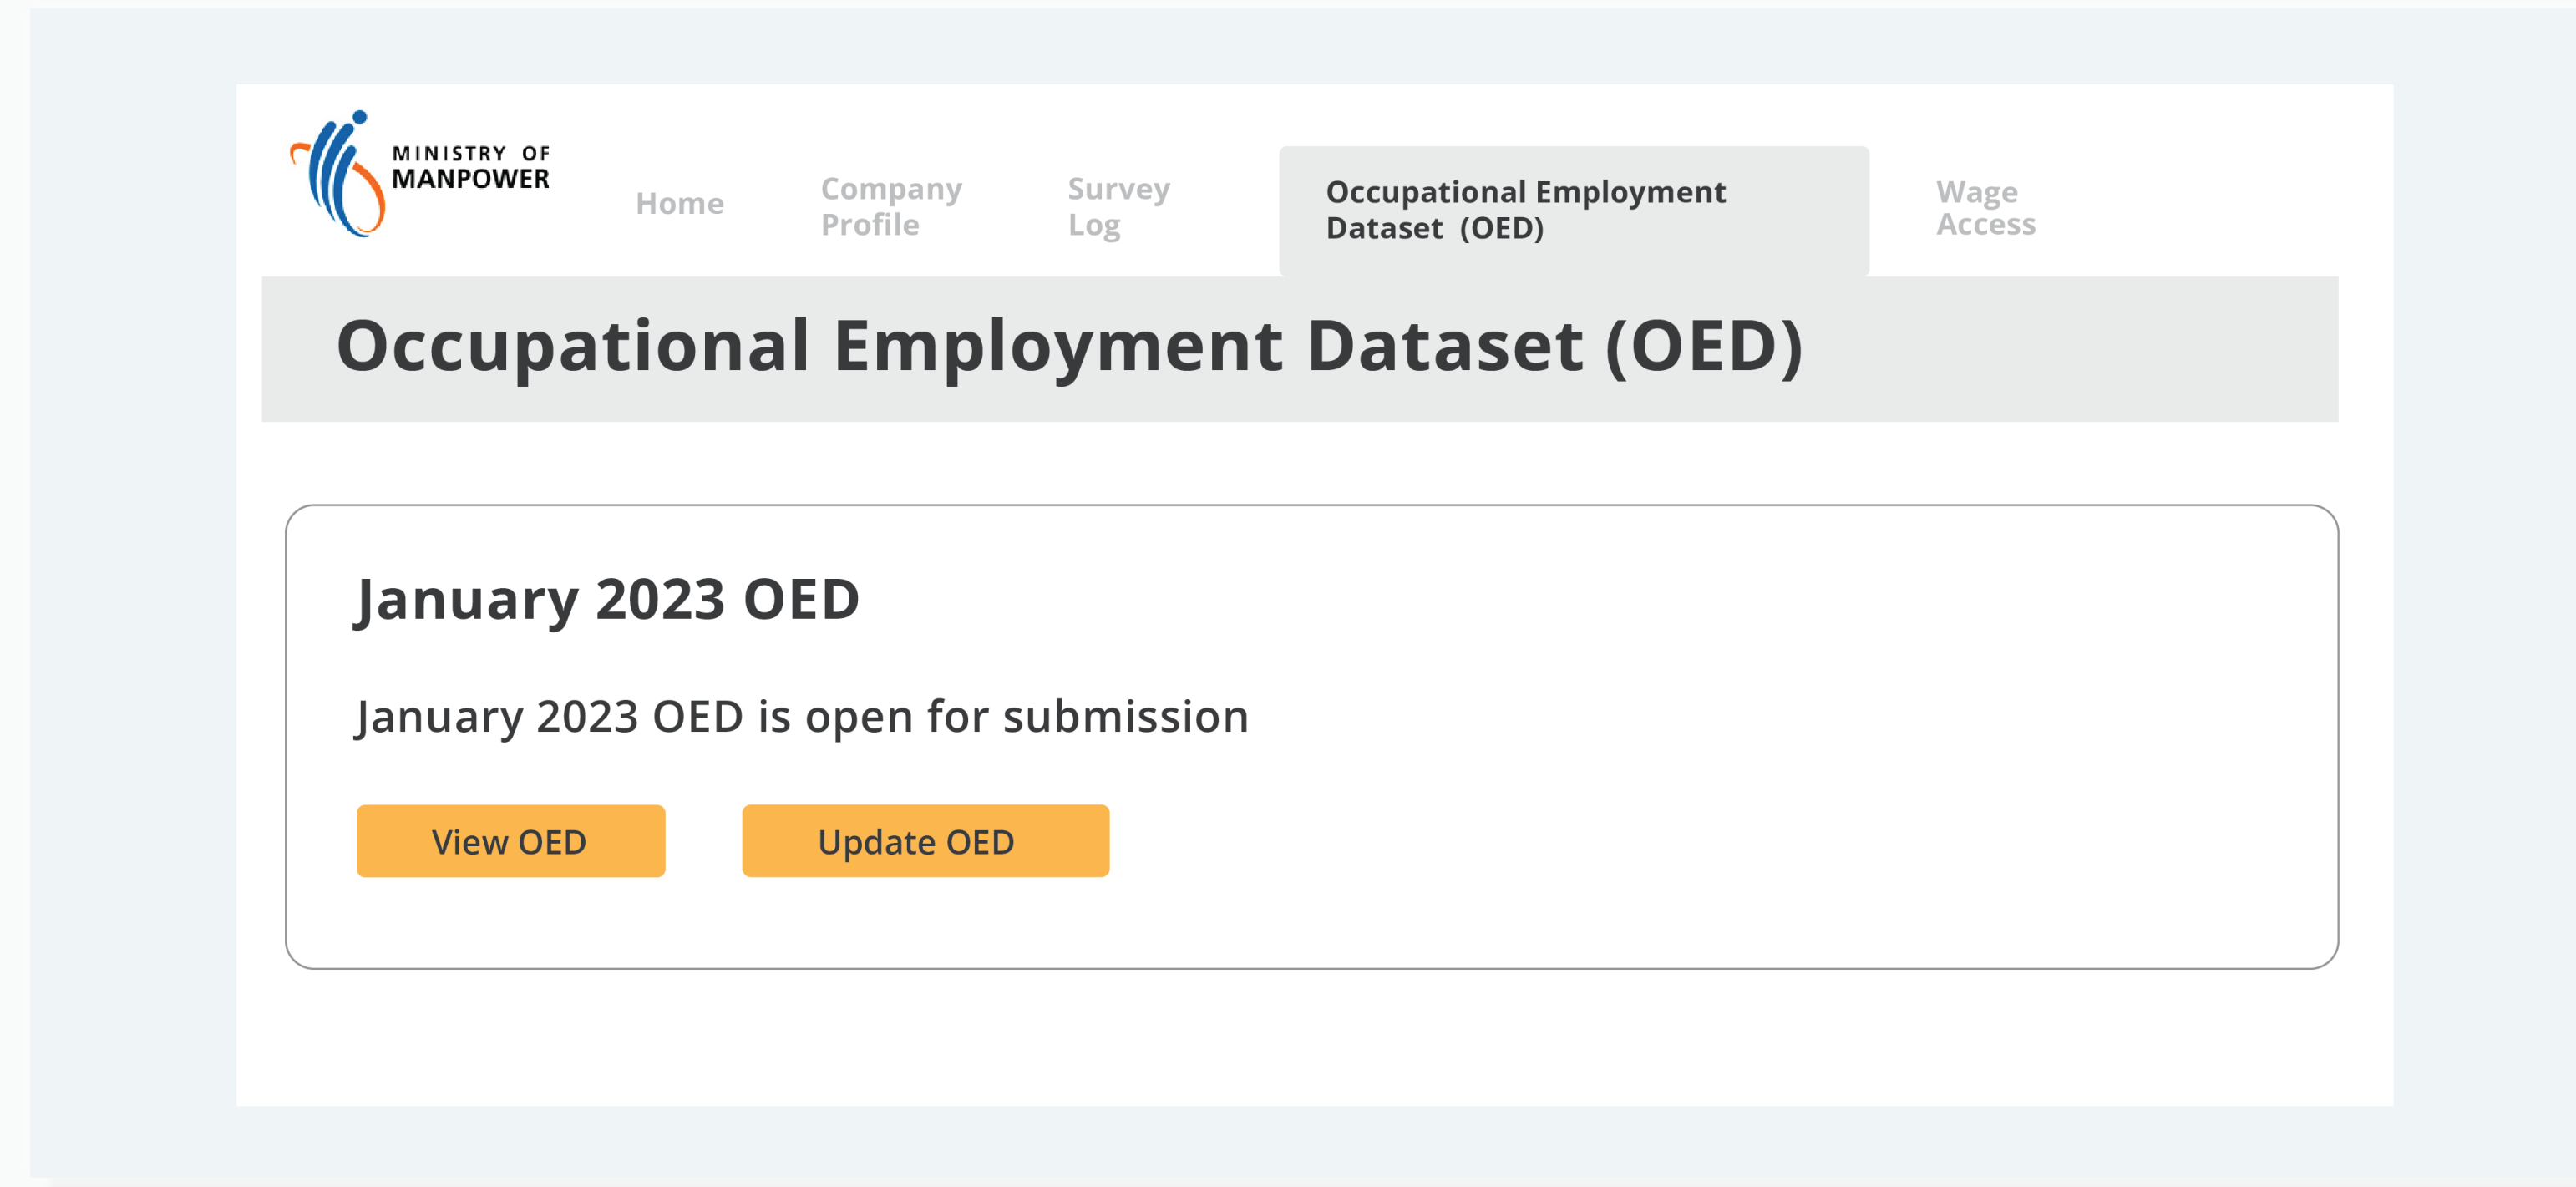 MINISTRY OF
MANPOWER
Home
Company
Profile
Survey
Log
Occupational Employment
Dataset (OED)
Wage
Access
Occupational Employment Dataset (OED)
January 2023 OED
January 2023 OED is open for submission
View OED
Update OED